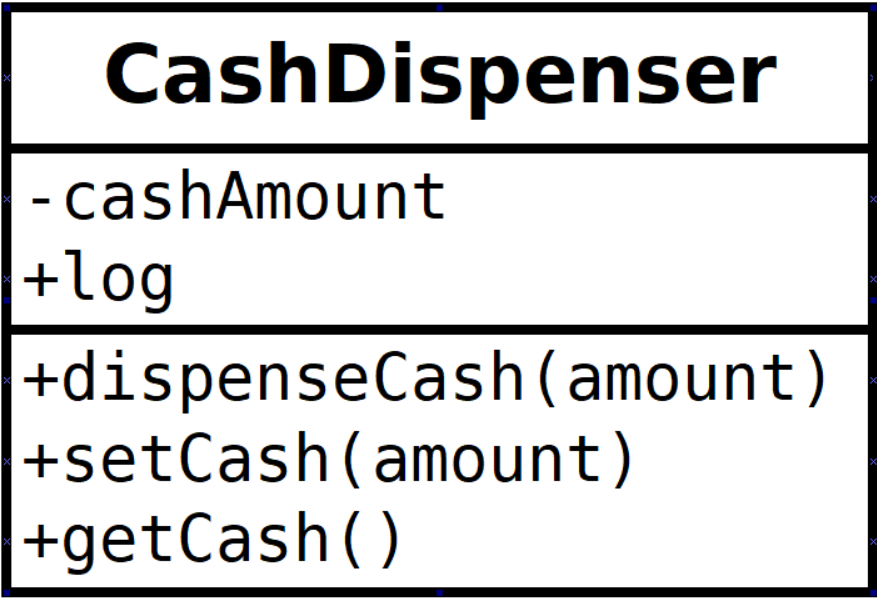 CashDispenser
-cashAmount
+log
+dispenseCash(amount)
+setCash(amount)
+getCash()